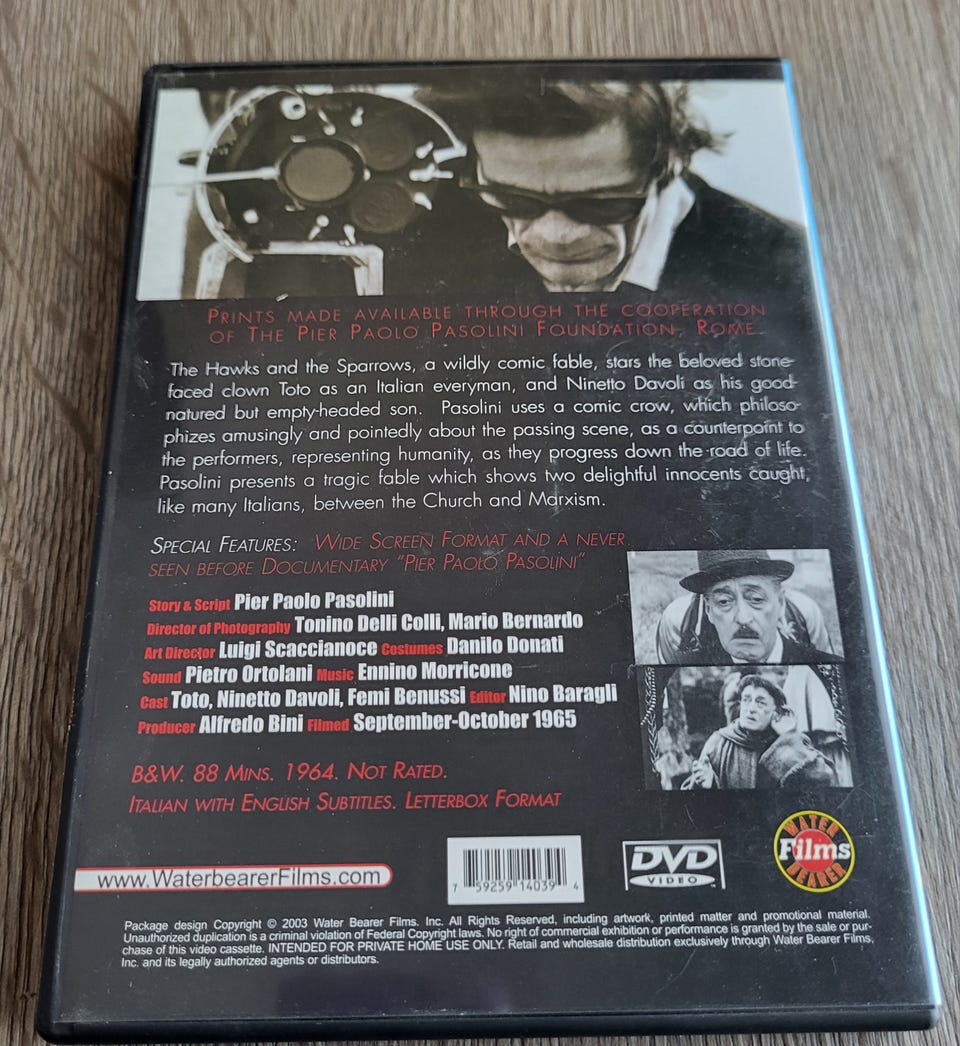 PRINTS MADE AVAILABLE THROUGH THE COOPERATION
OF THE PIER PAOLO PASOLINI FOUNDATION, ROME.
The Hawks and the Sparrows, a wildly comic fable, stars the beloved stone-
faced clown Toto as an Italian everyman, and Ninetto Davoli as his good-
natured but empty-headed son. Pasolini uses a comic crow, which philoso-
phizes amusingly and pointedly about the passing scene, as a counterpoint to
the performers, representing humanity, as they progress down the road of life.
Pasolini presents a tragic fable which shows two delightful innocents caught,
like many Italians, between the Church and Marxism.
SPECIAL FEATURES: WIDE SCREEN FORMAT AND A NEVER
SEEN BEFORE DOCUMENTARY "PIER PAOLO PASOLINI"
Story & Script Pier Paolo Pasolini
Director of Photography Tonino Delli Colli, Mario Bernardo
Art Director Luigi Scaccianoce Costumes Danilo Donati
Sound Pietro Ortolani Music Ennino Morricone
Cast Toto, Ninetto Davoli, Femi Benussi Editor Nino Baragli
Producer Alfredo Bini Filmed September-October 1965
B&W. 88 MINS. 1964. NOT RATED.
ITALIAN WITH ENGLISH SUBTITLES. LETTERBOX FORMAT
www.WaterbearerFilms.com
7 59259 14039 4
DVD
VIDEO
WATER
Films
BEARER
Package design Copyright © 2003 Water Bearer Films, Inc. All Rights Reserved, including artwork, printed matter and promotional material.
Unauthorized duplication is a criminal violation of Federal Copyright laws. No right of commercial exhibition or performance is granted by the sale or pur-
chase of this video cassette. INTENDED FOR PRIVATE HOME USE ONLY. Retail and wholesale distribution exclusively through Water Bearer Films,
Inc. and its legally authorized agents or distributors.